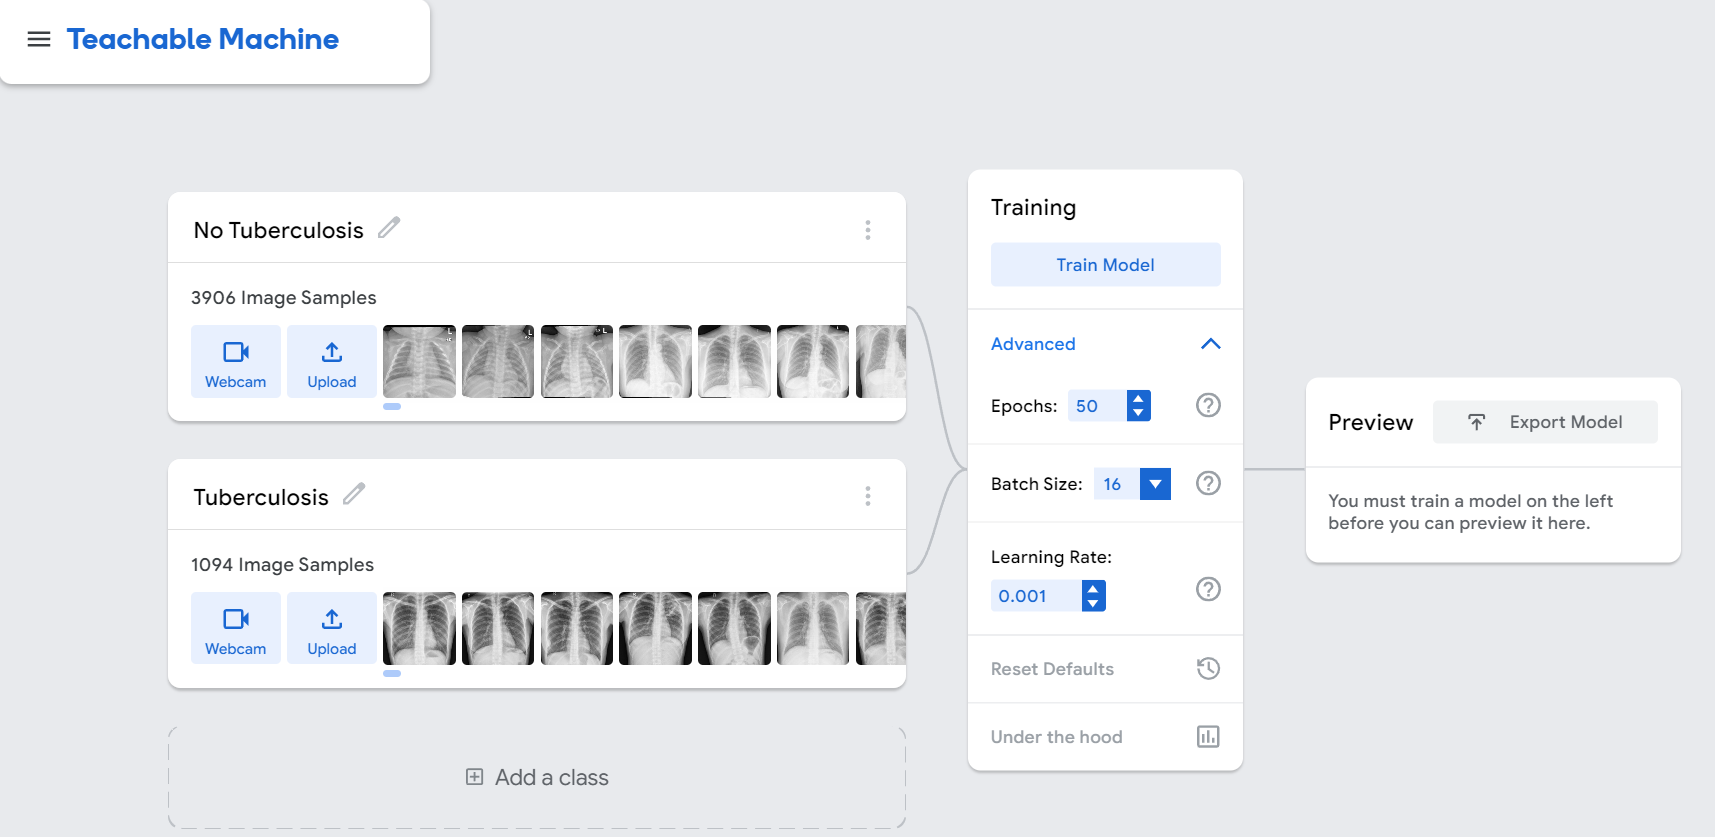 Teachable Machine
No Tuberculosis
3906 Image Samples
Webcam
Upload
Tuberculosis
1094 Image Samples
Webcam
Upload
Add a class
Training
Train Model
Advanced
Epochs: 50
Batch Size: 16
Learning Rate:
0.001
Reset Defaults
Under the hood
Preview
Export Model
You must train a model on the left
before you can preview it here.